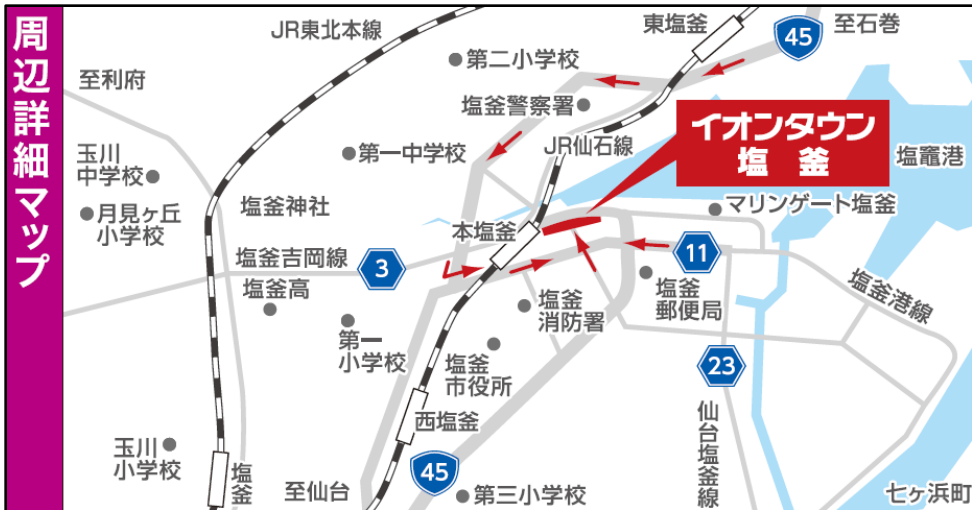 周辺詳細マップ
JR東北本線
東塩釜
45
至石巻
第二小学校
至利府
塩釜警察署
イオンタウン
塩釜
JR仙石線
塩竈港
玉川
中学校
第一中学校
月見ヶ丘
小学校
塩釜神社
マリンゲート塩釜
本塩釜
塩釜吉岡線
3
11
塩釜高
塩釜
消防署
塩釜
郵便局
塩釜港線
第一
小学校
塩釜
市役所
23
西塩釜
仙台塩釜線
玉川
小学校
塩釜
至仙台
45
第三小学校
七ヶ浜町